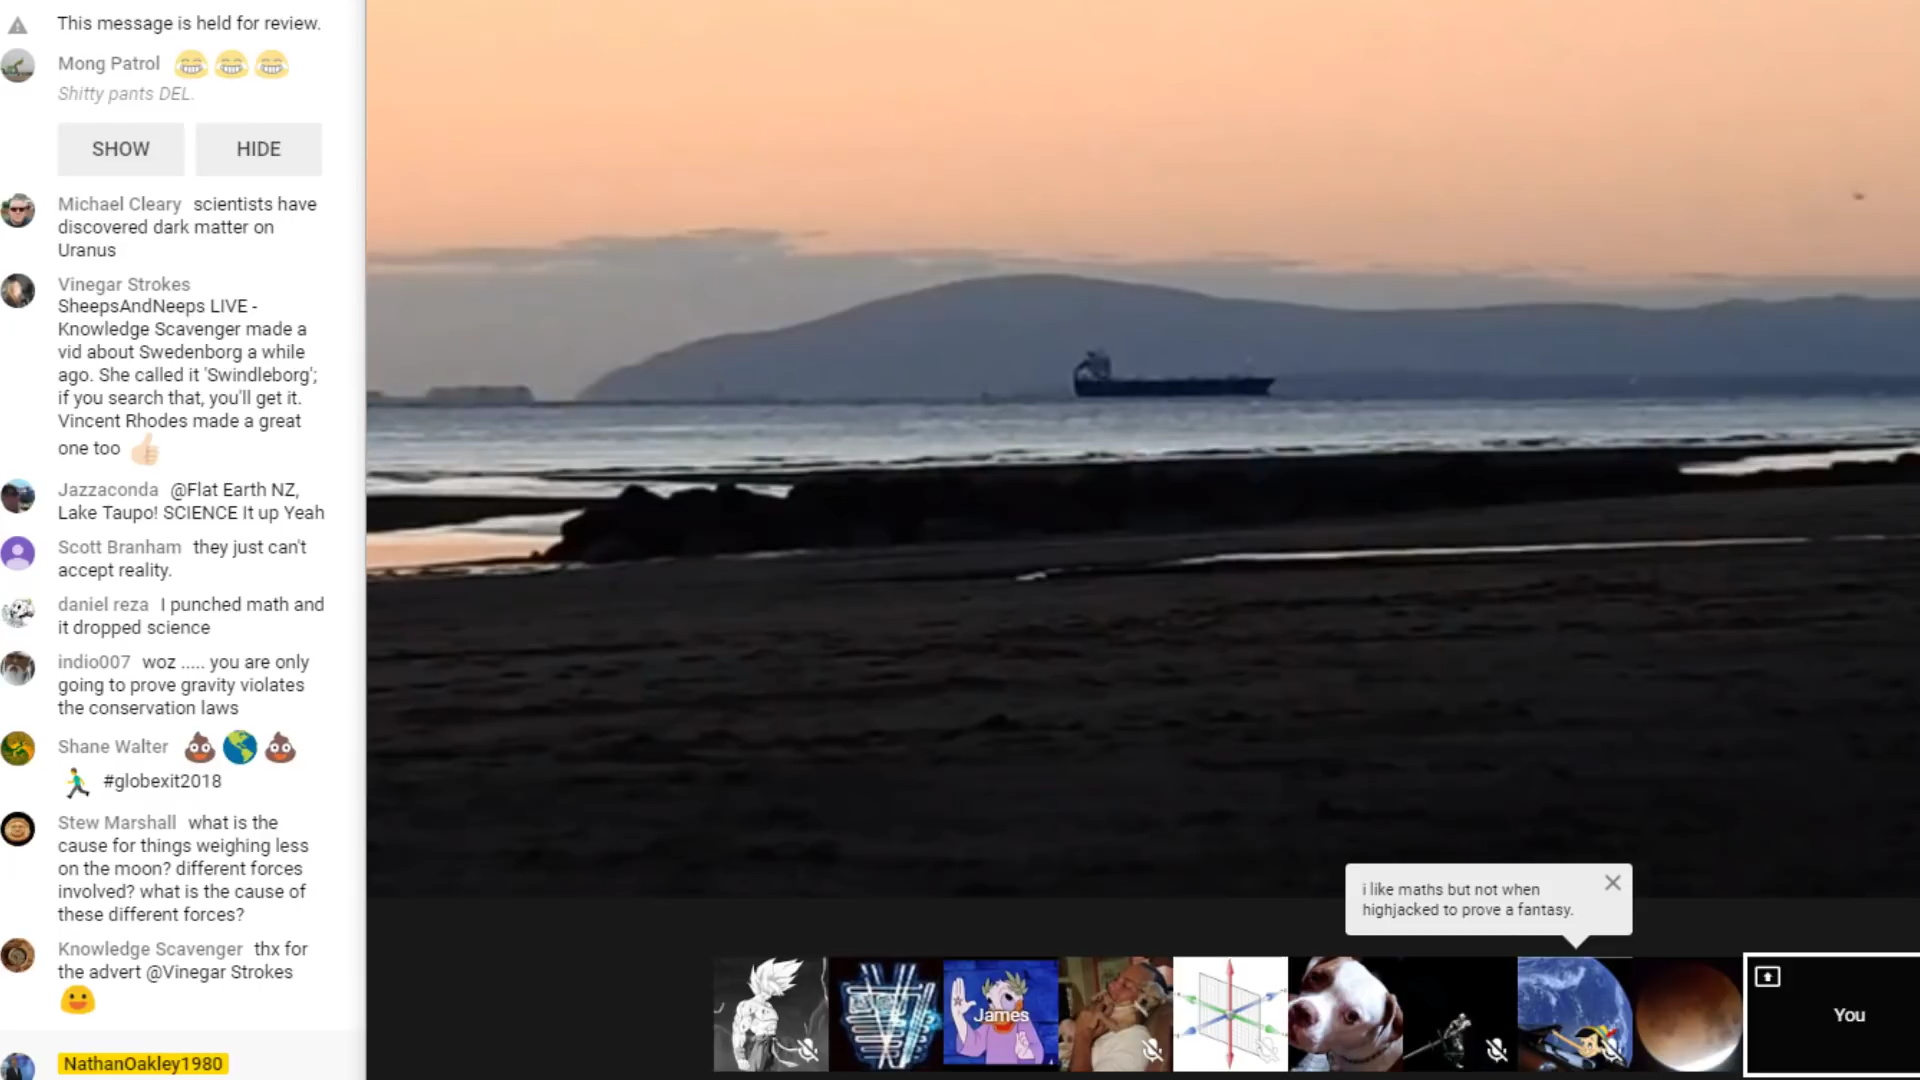 This message is held for review.
Mong Patrol
Shitty pants DEL.
SHOW HIDE
Michael Cleary scientists have
discovered dark matter on
Uranus
Vinegar Strokes
SheepsAndNeeps LIVE -
Knowledge Scavenger made a
vid about Swedenborg a while
ago. She called it 'Swindleborg';
if you search that, you'll get it.
Vincent Rhodes made a great
one too
Jazzaconda @Flat Earth NZ,
Lake Taupo! SCIENCE It up Yeah
Scott Branham they just can't
accept reality.
daniel reza I punched math and
it dropped science
indio007 woz ..... you are only
going to prove gravity violates
the conservation laws
Shane Walter
#globexit2018
Stew Marshall what is the
cause for things weighing less
on the moon? different forces
involved? what is the cause of
these different forces?
Knowledge Scavenger thx for
the advert @Vinegar Strokes
NathanOakley1980
i like maths but not when
highjacked to prove a fantasy.
James
You